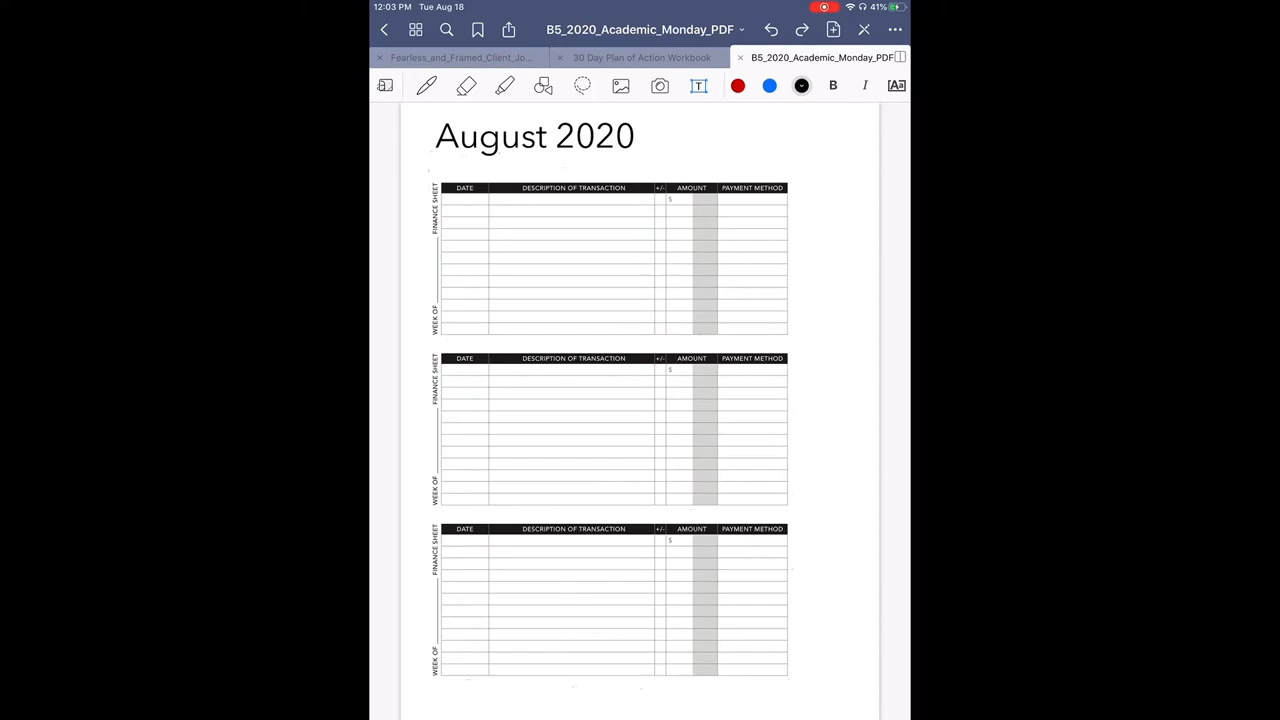 12:03 PM Tue Aug 18 41%
B5_2020_Academic_Monday_PDF
Fearless_and_Framed_Client_Jo...
30 Day Plan of Action Workbook
B5_2020_Academic_Monday_PDF
T B I Aa
August 2020
DATE DESCRIPTION OF TRANSACTION +/- AMOUNT PAYMENT METHOD
$
WEEK OF FINANCE SHEET
DATE DESCRIPTION OF TRANSACTION +/- AMOUNT PAYMENT METHOD
$
WEEK OF FINANCE SHEET
DATE DESCRIPTION OF TRANSACTION +/- AMOUNT PAYMENT METHOD
$
WEEK OF FINANCE SHEET